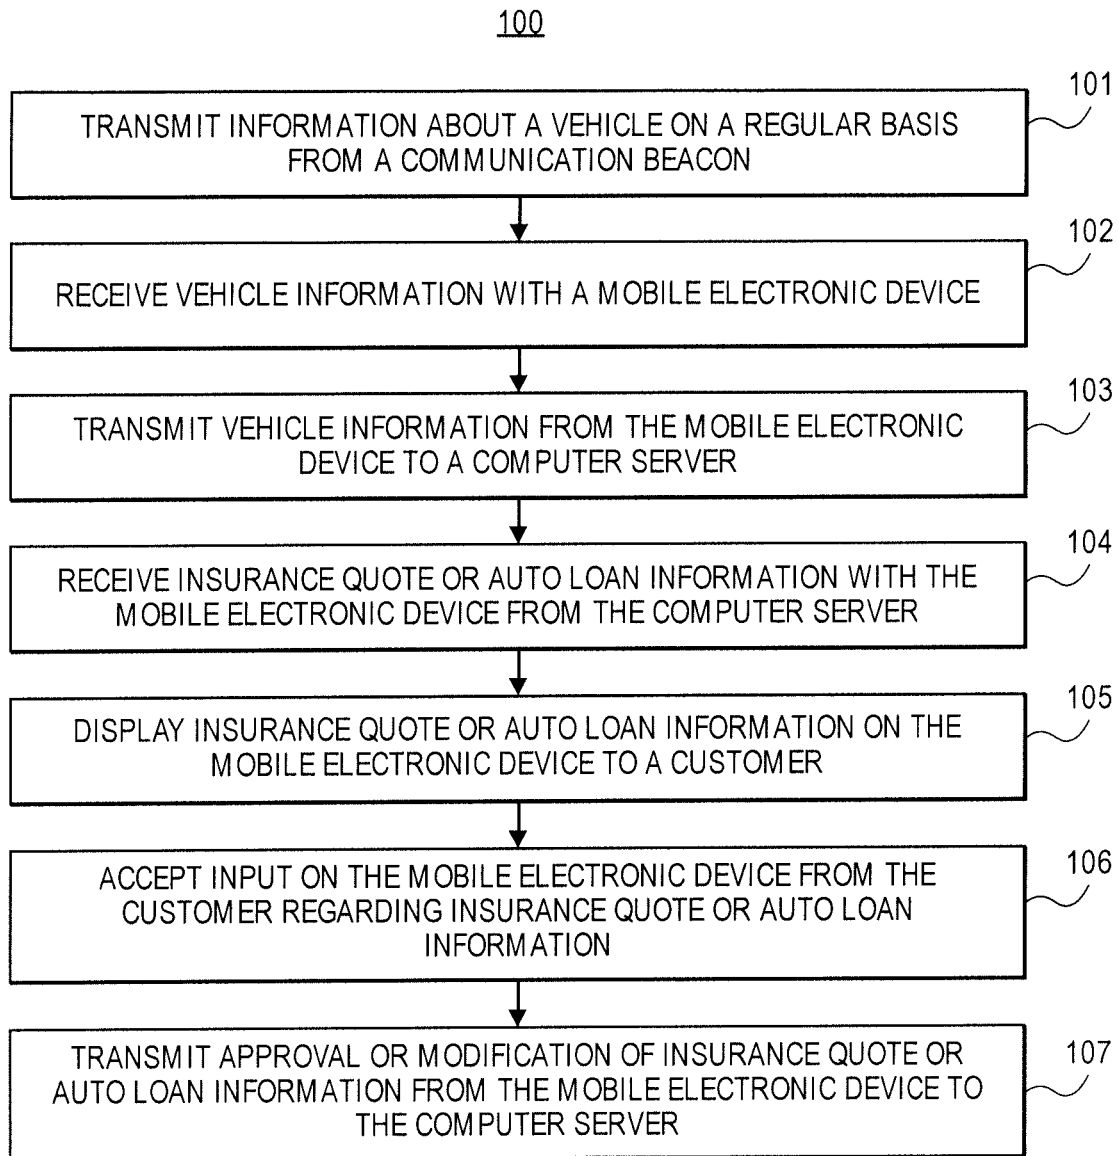 100
101
TRANSMIT INFORMATION ABOUT A VEHICLE ON A REGULAR BASIS
FROM A COMMUNICATION BEACON
102
RECEIVE VEHICLE INFORMATION WITH A MOBILE ELECTRONIC DEVICE
103
TRANSMIT VEHICLE INFORMATION FROM THE MOBILE ELECTRONIC
DEVICE TO A COMPUTER SERVER
104
RECEIVE INSURANCE QUOTE OR AUTO LOAN INFORMATION WITH THE
MOBILE ELECTRONIC DEVICE FROM THE COMPUTER SERVER
105
DISPLAY INSURANCE QUOTE OR AUTO LOAN INFORMATION ON THE
MOBILE ELECTRONIC DEVICE TO A CUSTOMER
106
ACCEPT INPUT ON THE MOBILE ELECTRONIC DEVICE FROM THE
CUSTOMER REGARDING INSURANCE QUOTE OR AUTO LOAN
INFORMATION
107
TRANSMIT APPROVAL OR MODIFICATION OF INSURANCE QUOTE OR
AUTO LOAN INFORMATION FROM THE MOBILE ELECTRONIC DEVICE TO
THE COMPUTER SERVER